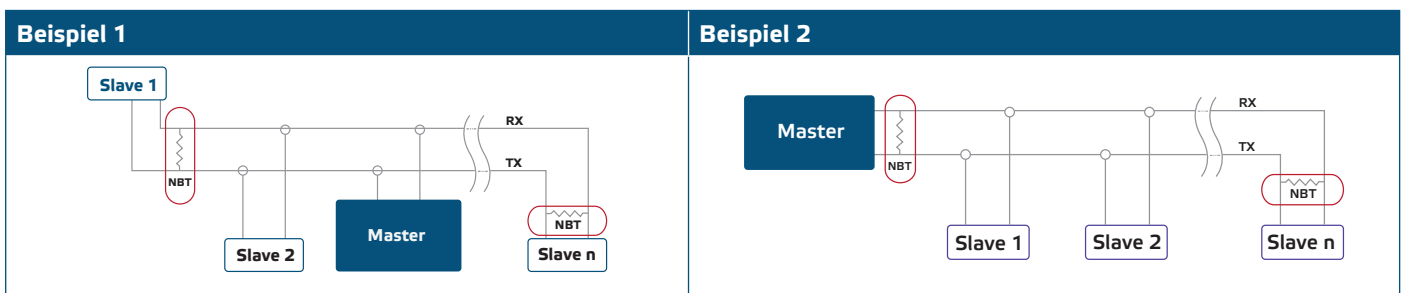 Beispiel 1
Slave 1
RX
TX
NBT
NBT
Master
Slave 2
Slave n
Beispiel 2
RX
Master
TX
NBT
NBT
Slave 1
Slave 2
Slave n